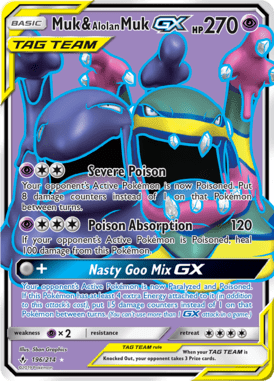 BASIC Muk & Alolan Muk GX HP 270
TAG TEAM
Severe Poison
Your opponent's Active Pokémon is now Poisoned. Put
8 damage counters instead of 1 on that Pokémon
between turns.
Poison Absorption 120
If your opponent's Active Pokémon is Poisoned, heal
100 damage from this Pokémon.
+ Nasty Goo Mix GX
Your opponent's Active Pokémon is now Paralyzed and Poisoned.
If this Pokémon has at least 4 extra Energy attached to it (in addition
to this attack's cost), put 15 damage counters instead of 1 on that
Pokémon between turns. (You can't use more than 1 GX attack in a game.)
weakness ×2 resistance retreat
TAG TEAM rule
When your TAG TEAM is
Knocked Out, your opponent takes 3 Prize cards.
196/214